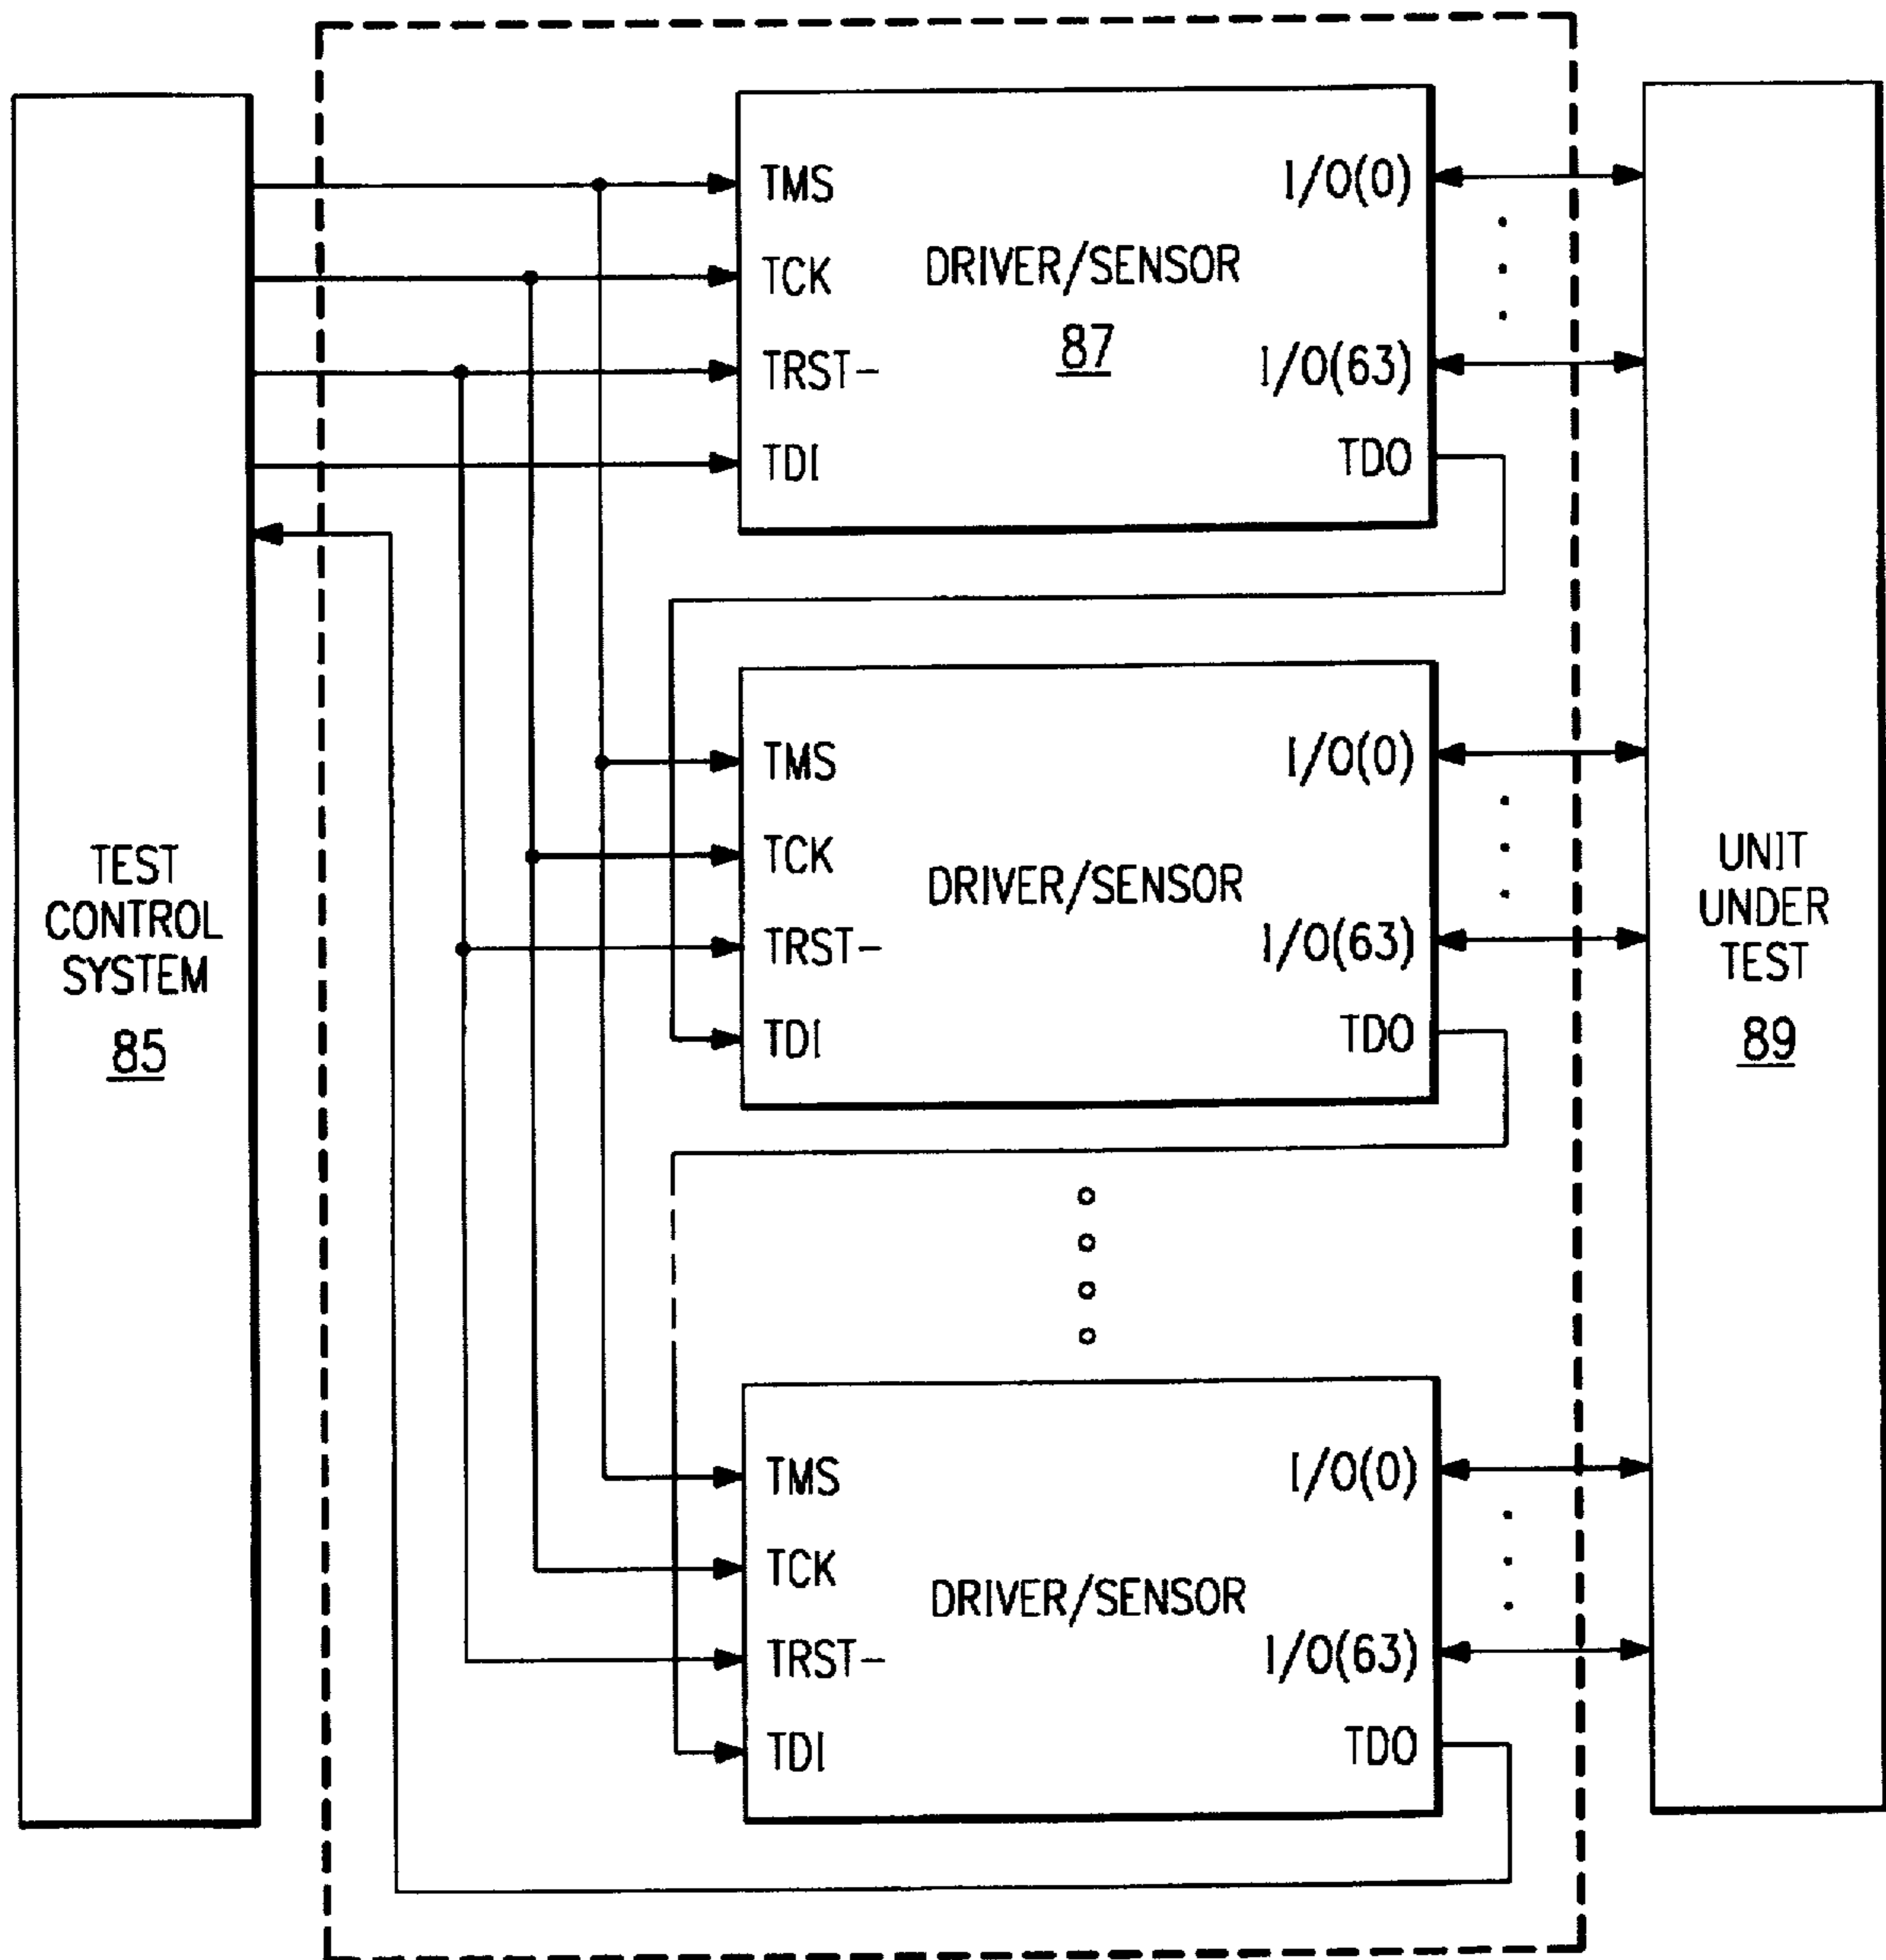 TEST
CONTROL
SYSTEM
85
TMS
TCK
TRST-
TDI
DRIVER/SENSOR
87
I/O(0)
I/O(63)
TDO
TMS
TCK
TRST-
TDI
DRIVER/SENSOR
I/O(0)
I/O(63)
TDO
TMS
TCK
TRST-
TDI
DRIVER/SENSOR
I/O(0)
I/O(63)
TDO
UNIT
UNDER
TEST
89